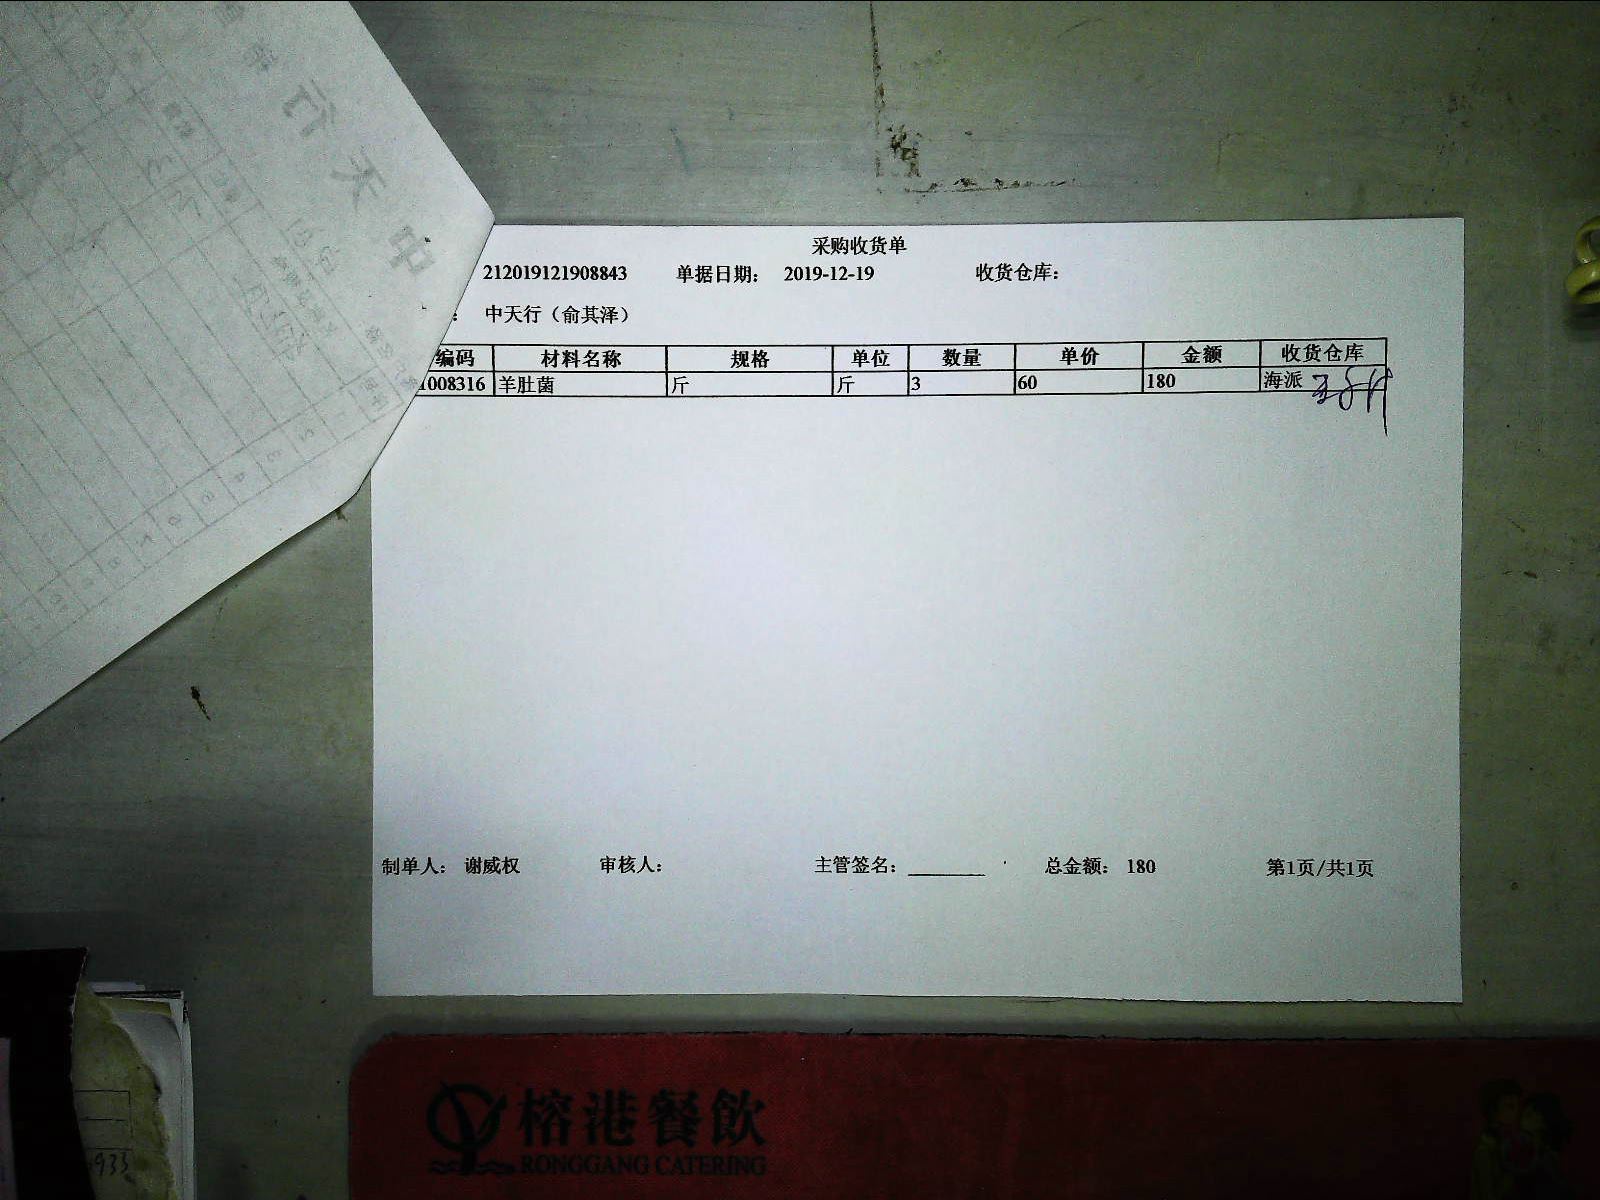 采购收货单
212019121908843 单据日期: 2019-12-19 收货仓库:
: 中天行（俞其泽）
编码 材料名称 规格 单位 数量 单价 金额 收货仓库
1008316 羊肚菌 斤 斤 3 60 180 海派
制单人: 谢威权 审核人: 主管签名: 总金额: 180 第1页/共1页
榕港餐飲
RONGGANG CATERING
中天行
933